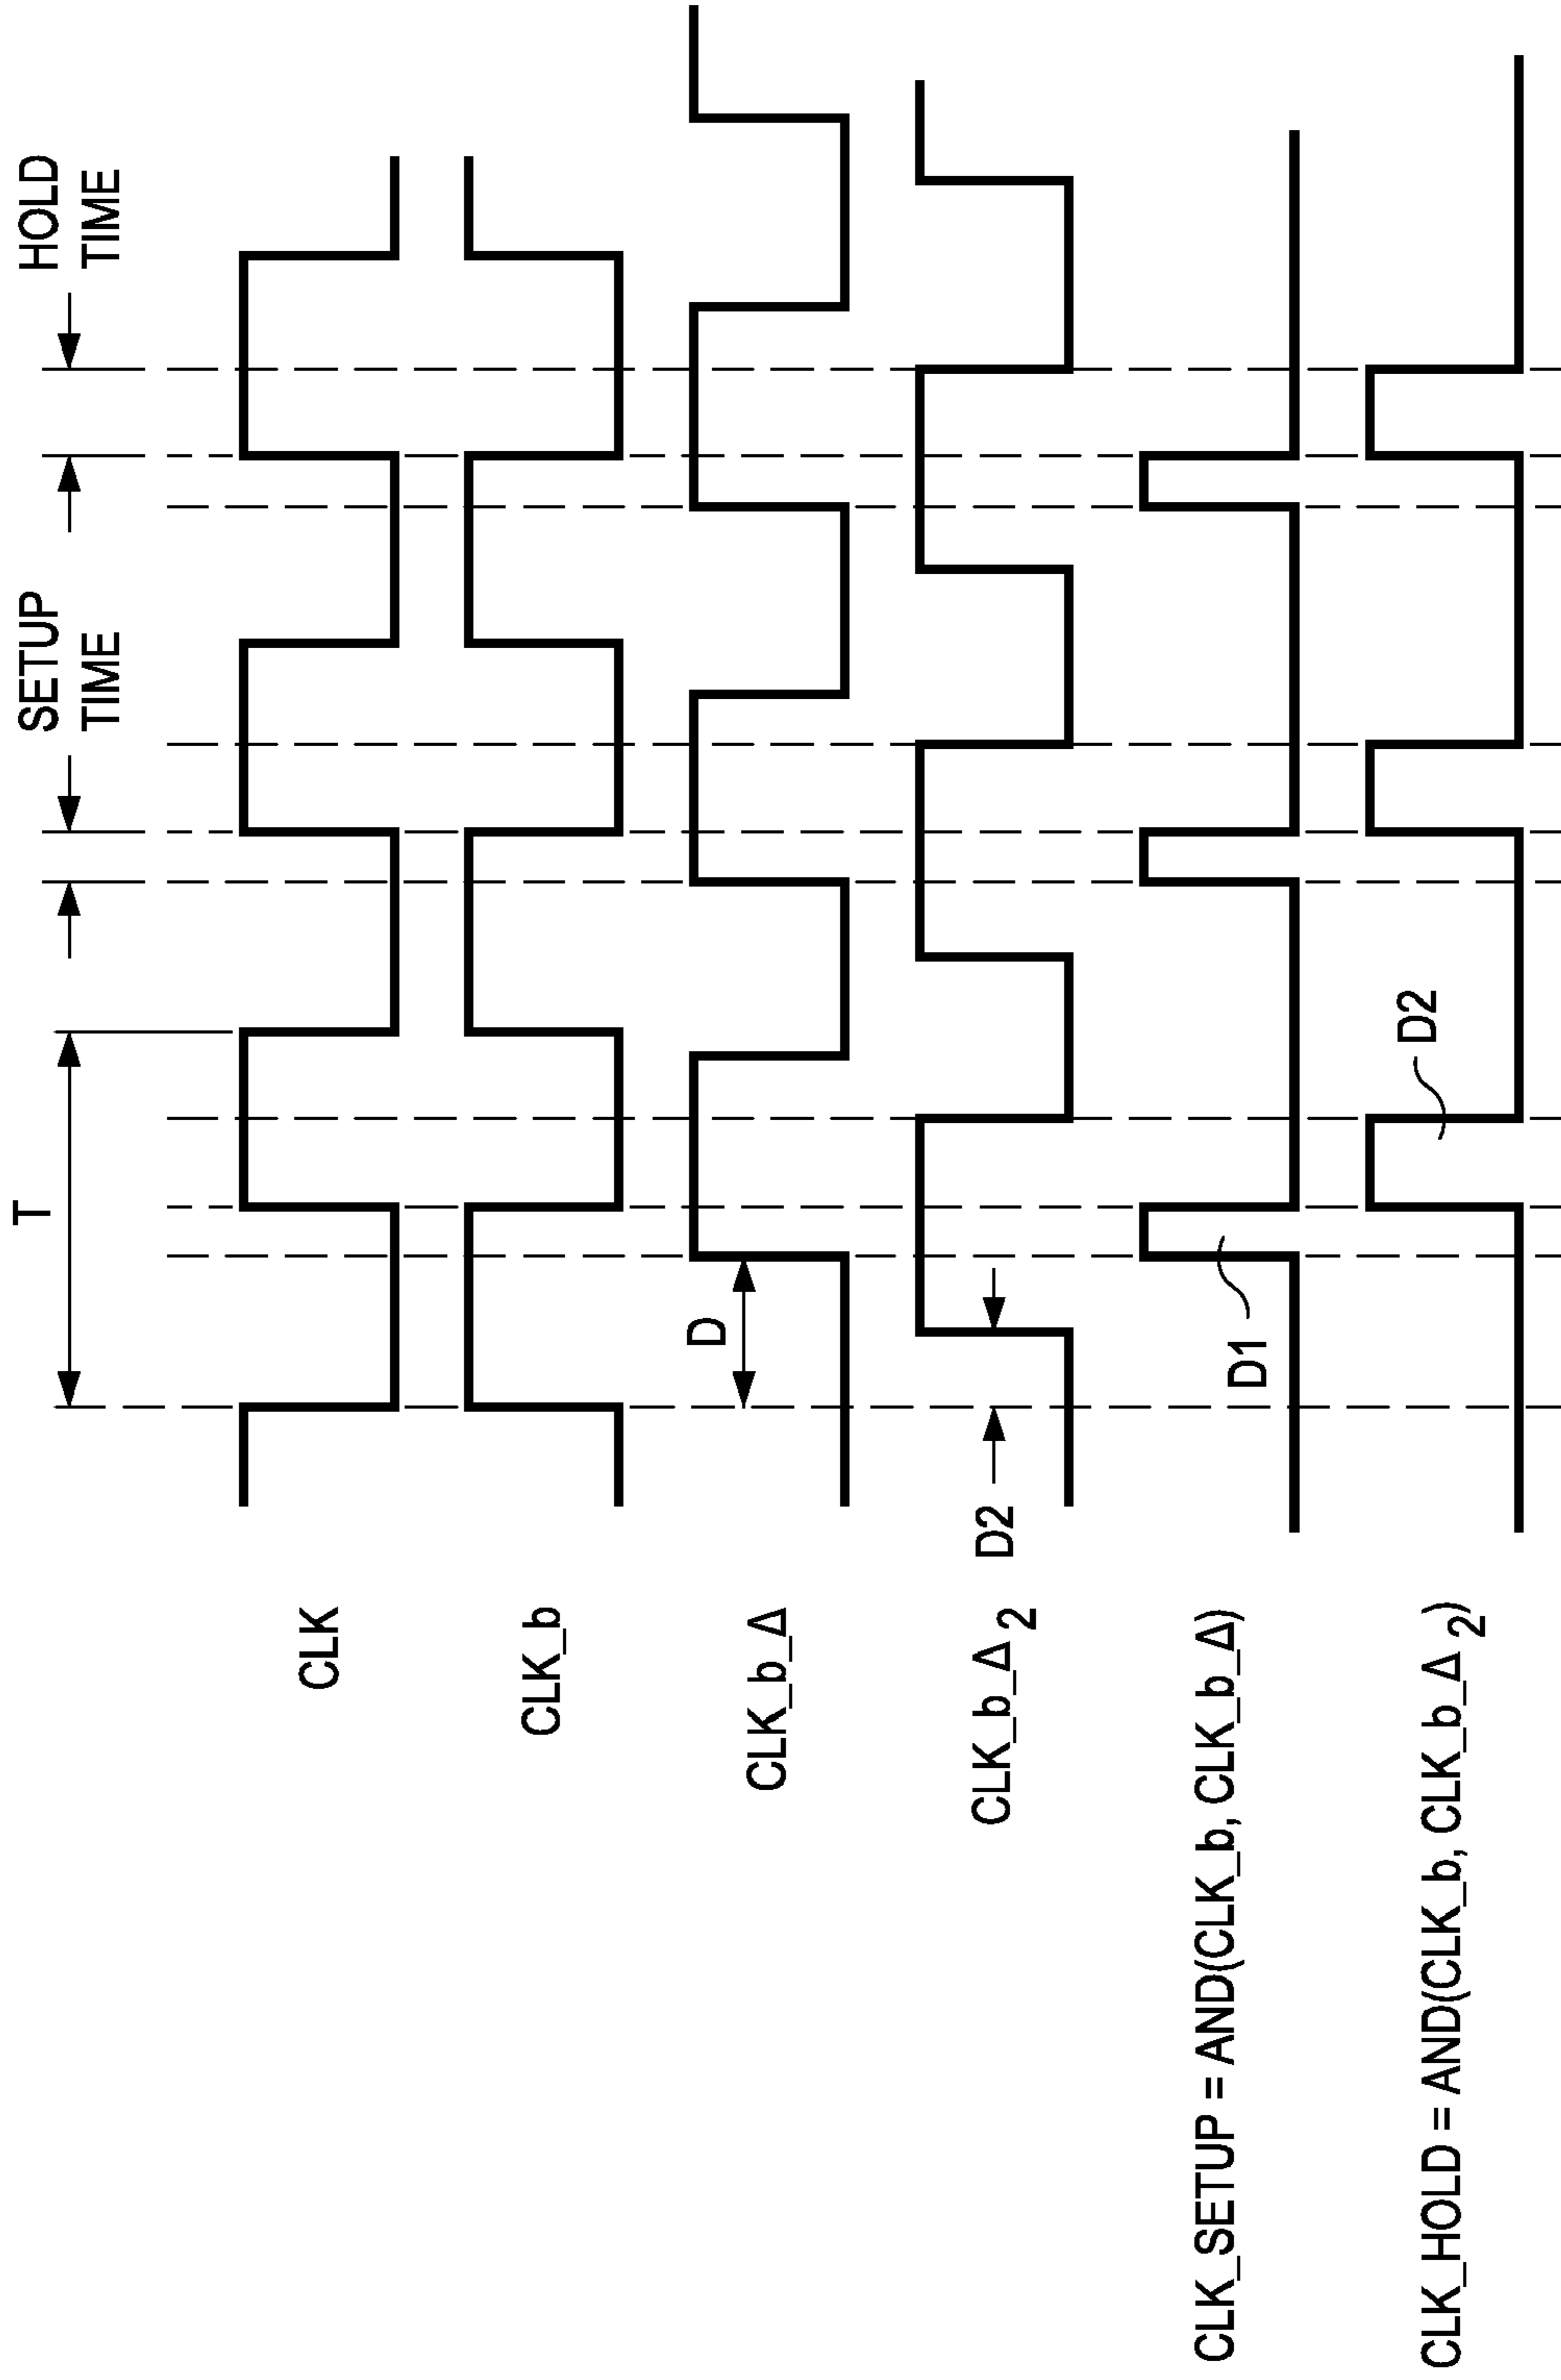 T
SETUP
TIME
HOLD
TIME
CLK
CLK_b
CLK_b_Δ
D
CLK_b_Δ2
D2
CLK_SETUP = AND(CLK_b, CLK_b_Δ)
D1
CLK_HOLD = AND(CLK_b, CLK_b_Δ2)
D2